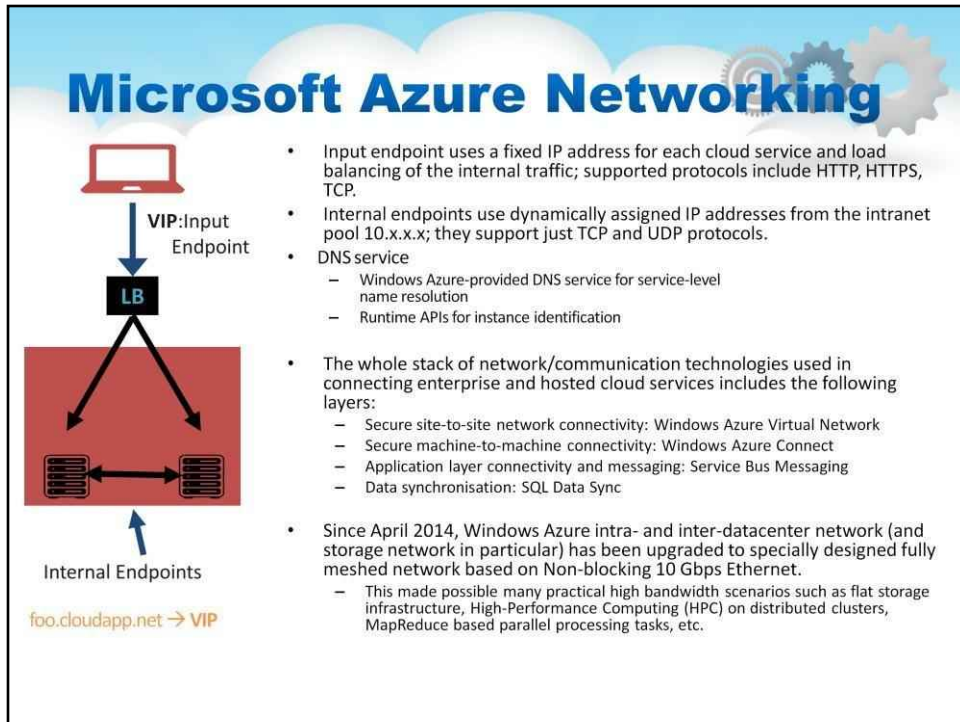 Microsoft Azure Networking
VIP:Input
Endpoint
LB
Internal Endpoints
foo.cloudapp.net → VIP
• Input endpoint uses a fixed IP address for each cloud service and load
balancing of the internal traffic; supported protocols include HTTP, HTTPS,
TCP.
• Internal endpoints use dynamically assigned IP addresses from the intranet
pool 10.x.x.x; they support just TCP and UDP protocols.
• DNS service
– Windows Azure-provided DNS service for service-level
name resolution
– Runtime APIs for instance identification
• The whole stack of network/communication technologies used in
connecting enterprise and hosted cloud services includes the following
layers:
– Secure site-to-site network connectivity: Windows Azure Virtual Network
– Secure machine-to-machine connectivity: Windows Azure Connect
– Application layer connectivity and messaging: Service Bus Messaging
– Data synchronisation: SQL Data Sync
• Since April 2014, Windows Azure intra- and inter-datacenter network (and
storage network in particular) has been upgraded to specially designed fully
meshed network based on Non-blocking 10 Gbps Ethernet.
– This made possible many practical high bandwidth scenarios such as flat storage
infrastructure, High-Performance Computing (HPC) on distributed clusters,
MapReduce based parallel processing tasks, etc.